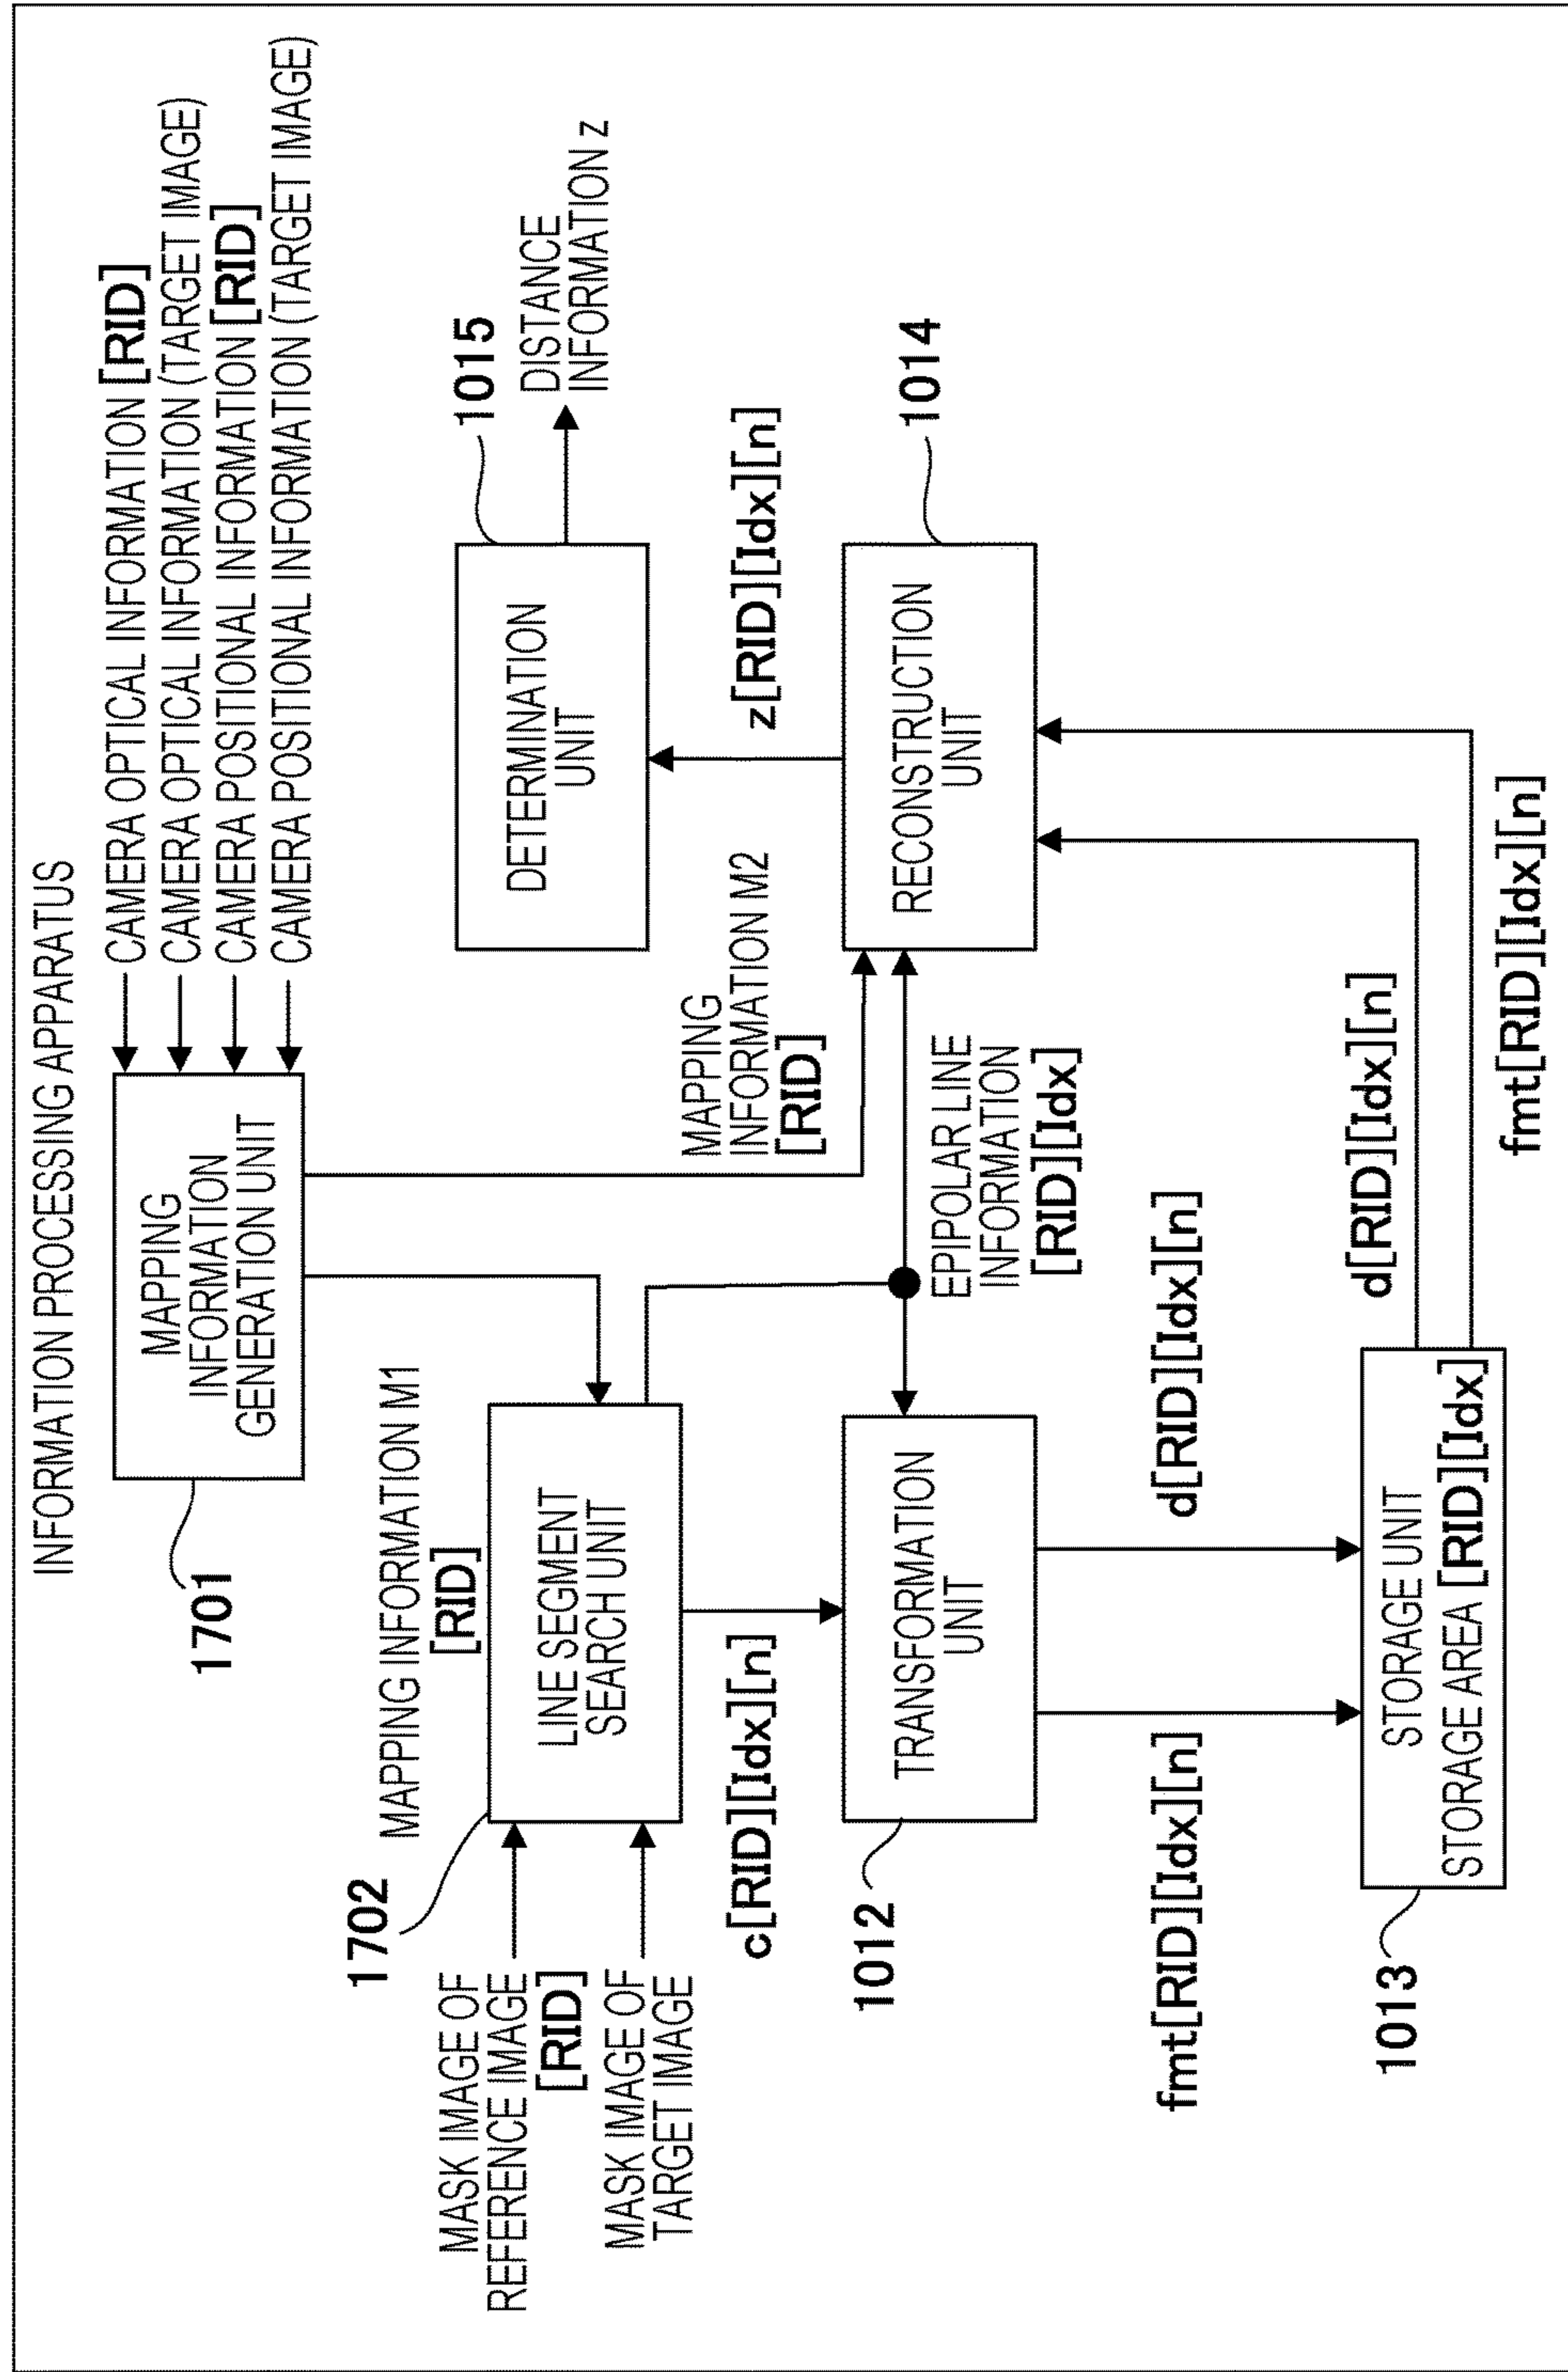 INFORMATION PROCESSING APPARATUS
1701
MAPPING
INFORMATION
GENERATION UNIT
CAMERA OPTICAL INFORMATION [RID]
CAMERA OPTICAL INFORMATION (TARGET IMAGE)
CAMERA POSITIONAL INFORMATION [RID]
CAMERA POSITIONAL INFORMATION (TARGET IMAGE)
MAPPING INFORMATION M1
[RID]
1702
MASK IMAGE OF
REFERENCE IMAGE
[RID]
MASK IMAGE OF
TARGET IMAGE
LINE SEGMENT
SEARCH UNIT
MAPPING
INFORMATION M2
[RID]
DETERMINATION
UNIT
1015
DISTANCE
INFORMATION z
c[RID][Idx][n]
z[RID][Idx][n]
1012
TRANSFORMATION
UNIT
EPIPOLAR LINE
INFORMATION
[RID][Idx]
RECONSTRUCTION
UNIT
1014
fmt[RID][Idx][n]
d[RID][Idx][n]
d[RID][Idx][n]
1013
STORAGE UNIT
STORAGE AREA [RID][Idx]
fmt[RID][Idx][n]